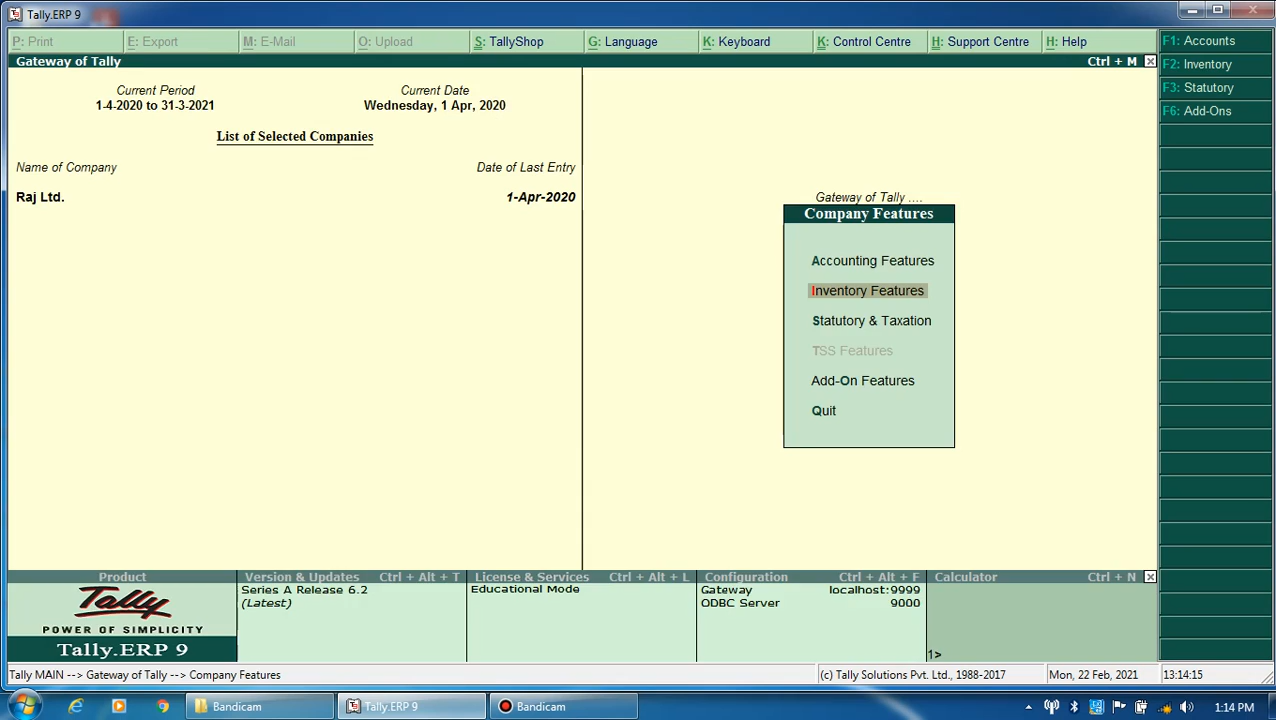 Tally.ERP 9
P: Print
E: Export
M: E-Mail
O: Upload
S: TallyShop
G: Language
K: Keyboard
K: Control Centre
H: Support Centre
H: Help
Gateway of Tally
Ctrl + M
Current Period
1-4-2020 to 31-3-2021
Current Date
Wednesday, 1 Apr, 2020
List of Selected Companies
Name of Company
Date of Last Entry
Raj Ltd.
1-Apr-2020
Gateway of Tally ....
Company Features
Accounting Features
Inventory Features
Statutory & Taxation
TSS Features
Add-On Features
Quit
F1: Accounts
F2: Inventory
F3: Statutory
F6: Add-Ons
Product
Tally
POWER OF SIMPLICITY
Tally.ERP 9
Version & Updates Ctrl + Alt + T
Series A Release 6.2
(Latest)
License & Services Ctrl + Alt + L
Educational Mode
Configuration Ctrl + Alt + F
Gateway localhost:9999
ODBC Server 9000
Calculator Ctrl + N
1>
Tally MAIN --> Gateway of Tally --> Company Features
(c) Tally Solutions Pvt. Ltd., 1988-2017
Mon, 22 Feb, 2021
13:14:15
Bandicam
Tally.ERP 9
Bandicam
1:14 PM